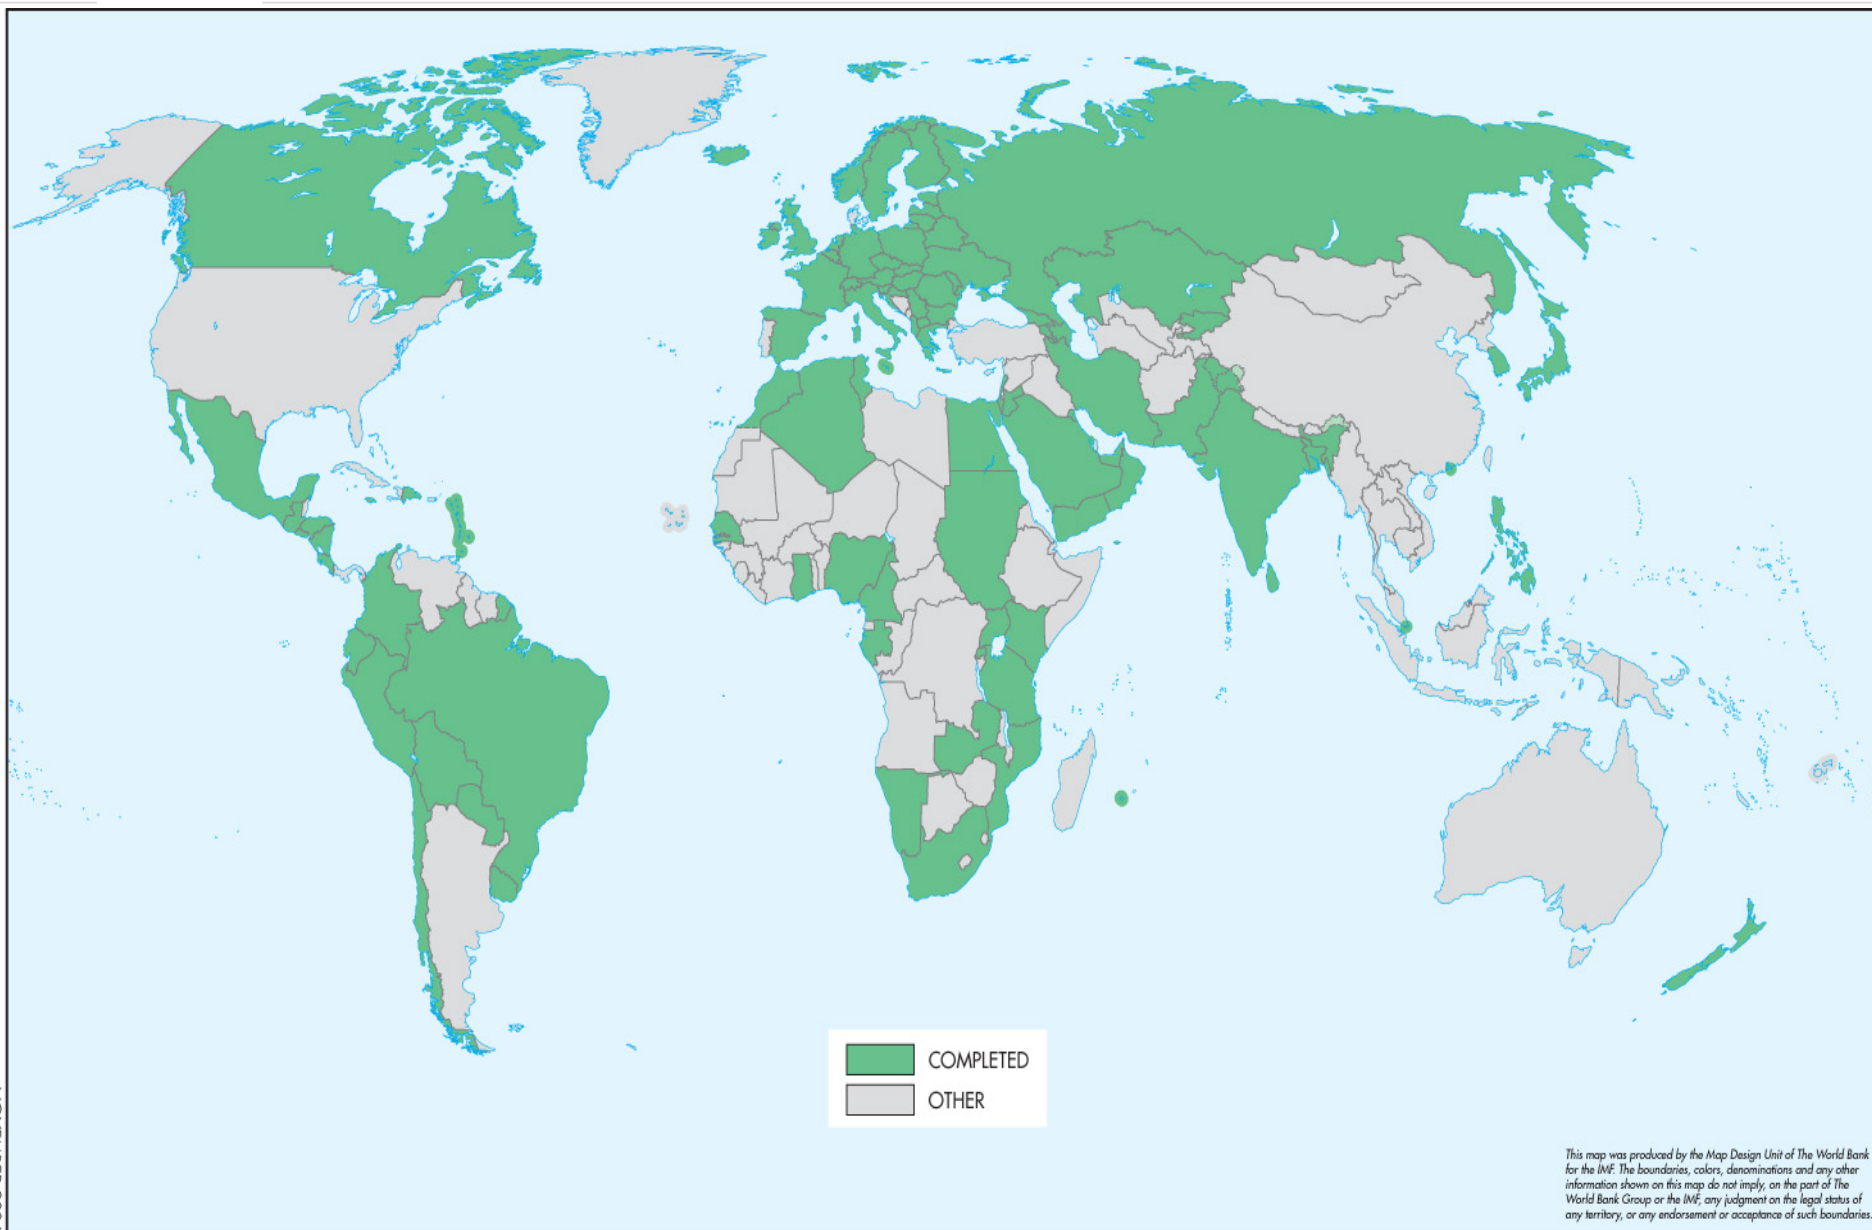 COMPLETED
OTHER
This map was produced by the Map Design Unit of The World Bank
for the IMF. The boundaries, colors, denominations and any other
information shown on this map do not imply, on the part of The
World Bank Group or the IMF, any judgment on the legal status of
any territory, or any endorsement or acceptance of such boundaries